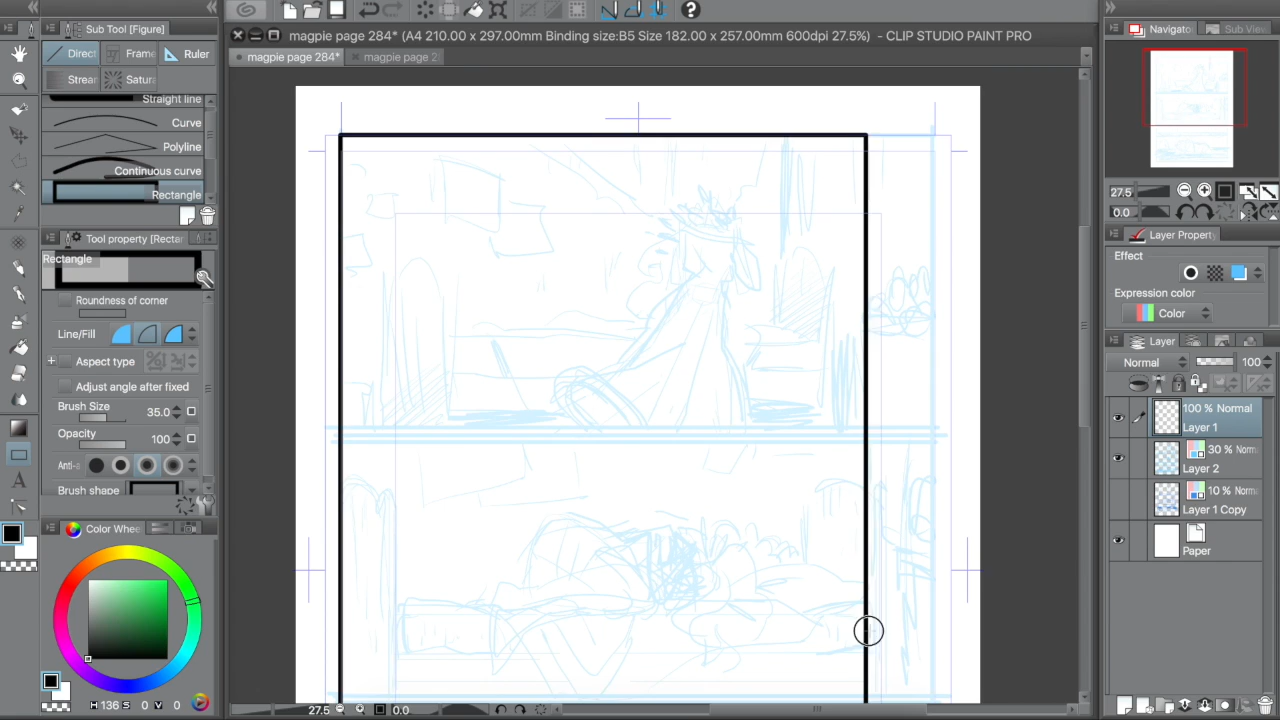 magpie page 284* (A4 210.00 x 297.00mm Binding size:B5 Size 182.00 x 257.00mm 600dpi 27.5%) - CLIP STUDIO PAINT PRO
magpie page 284*
magpie page 2
Sub Tool [Figure]
Direct
Frame
Ruler
Strear
Satura
Straight line
Curve
Polyline
Continuous curve
Rectangle
Tool property [Rectar
Rectangle
Roundness of corner
Line/Fill
Aspect type
Adjust angle after fixed
Brush Size
35.0
Opacity
100
Anti-a
Brush shape
Color Whee
H 136 S 0 V 0
27.5
0.0
Navigato
Sub View
27.5
0.0
Layer Property
Effect
Expression color
Color
Layer
Normal
100
100 % Normal
Layer 1
30 % Norm
Layer 2
10 % Norm
Layer 1 Copy
Paper